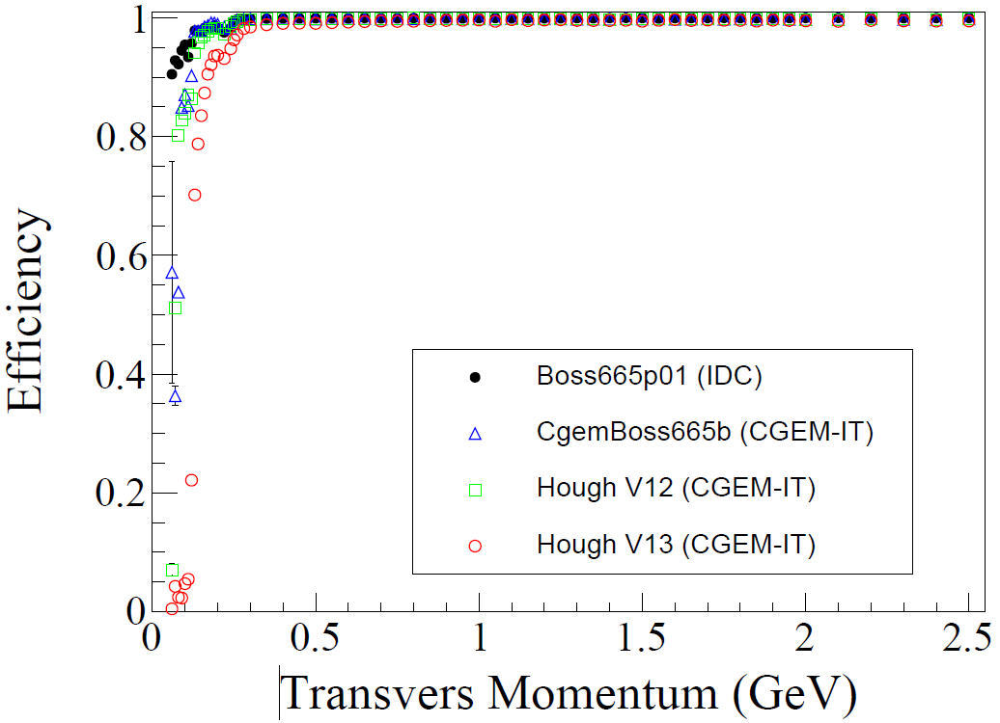 1
0.8
0.6
0.4
0.2
0
Efficiency
Boss665p01 (IDC)
CgemBoss665b (CGEM-IT)
Hough V12 (CGEM-IT)
Hough V13 (CGEM-IT)
0 0.5 1 1.5 2 2.5
Transvers Momentum (GeV)